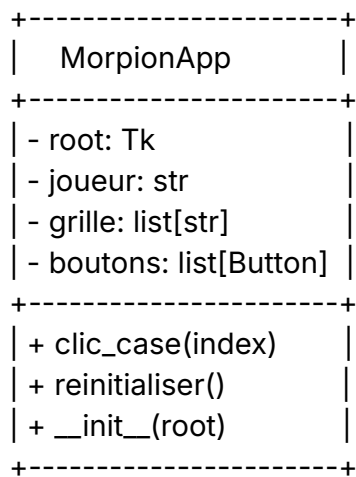 +-----------------------+
| MorpionApp |
+-----------------------+
| - root: Tk |
| - joueur: str |
| - grille: list[str] |
| - boutons: list[Button] |
+-----------------------+
| + clic_case(index) |
| + reinitialiser() |
| + __init__(root) |
+-----------------------+